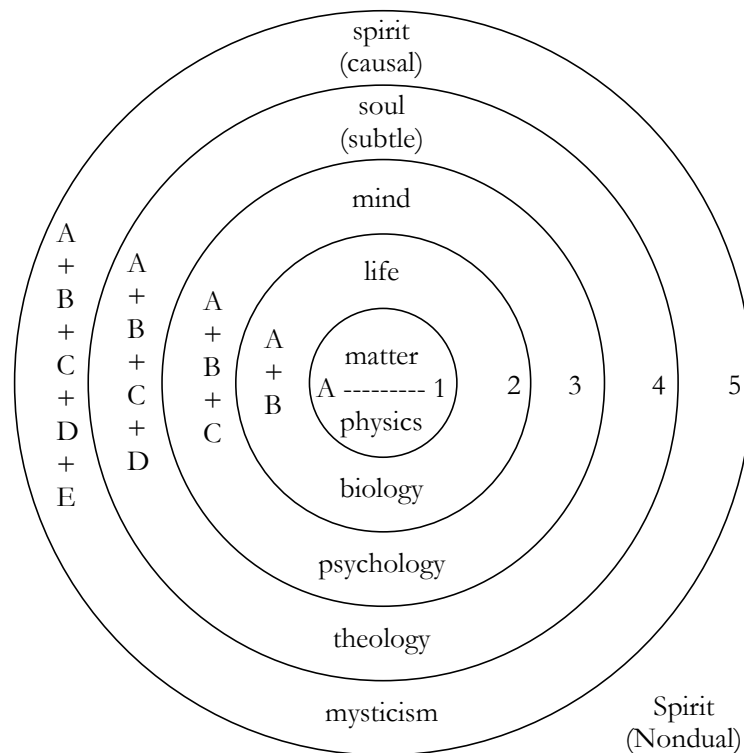 spirit
(causal)
soul
(subtle)
mind
life
matter
A --------- 1
physics
biology
psychology
theology
mysticism
A
+
B
+
C
+
D
+
E
A
+
B
+
C
+
D
A
+
B
+
C
A
+
B
2
3
4
5
Spirit
(Nondual)